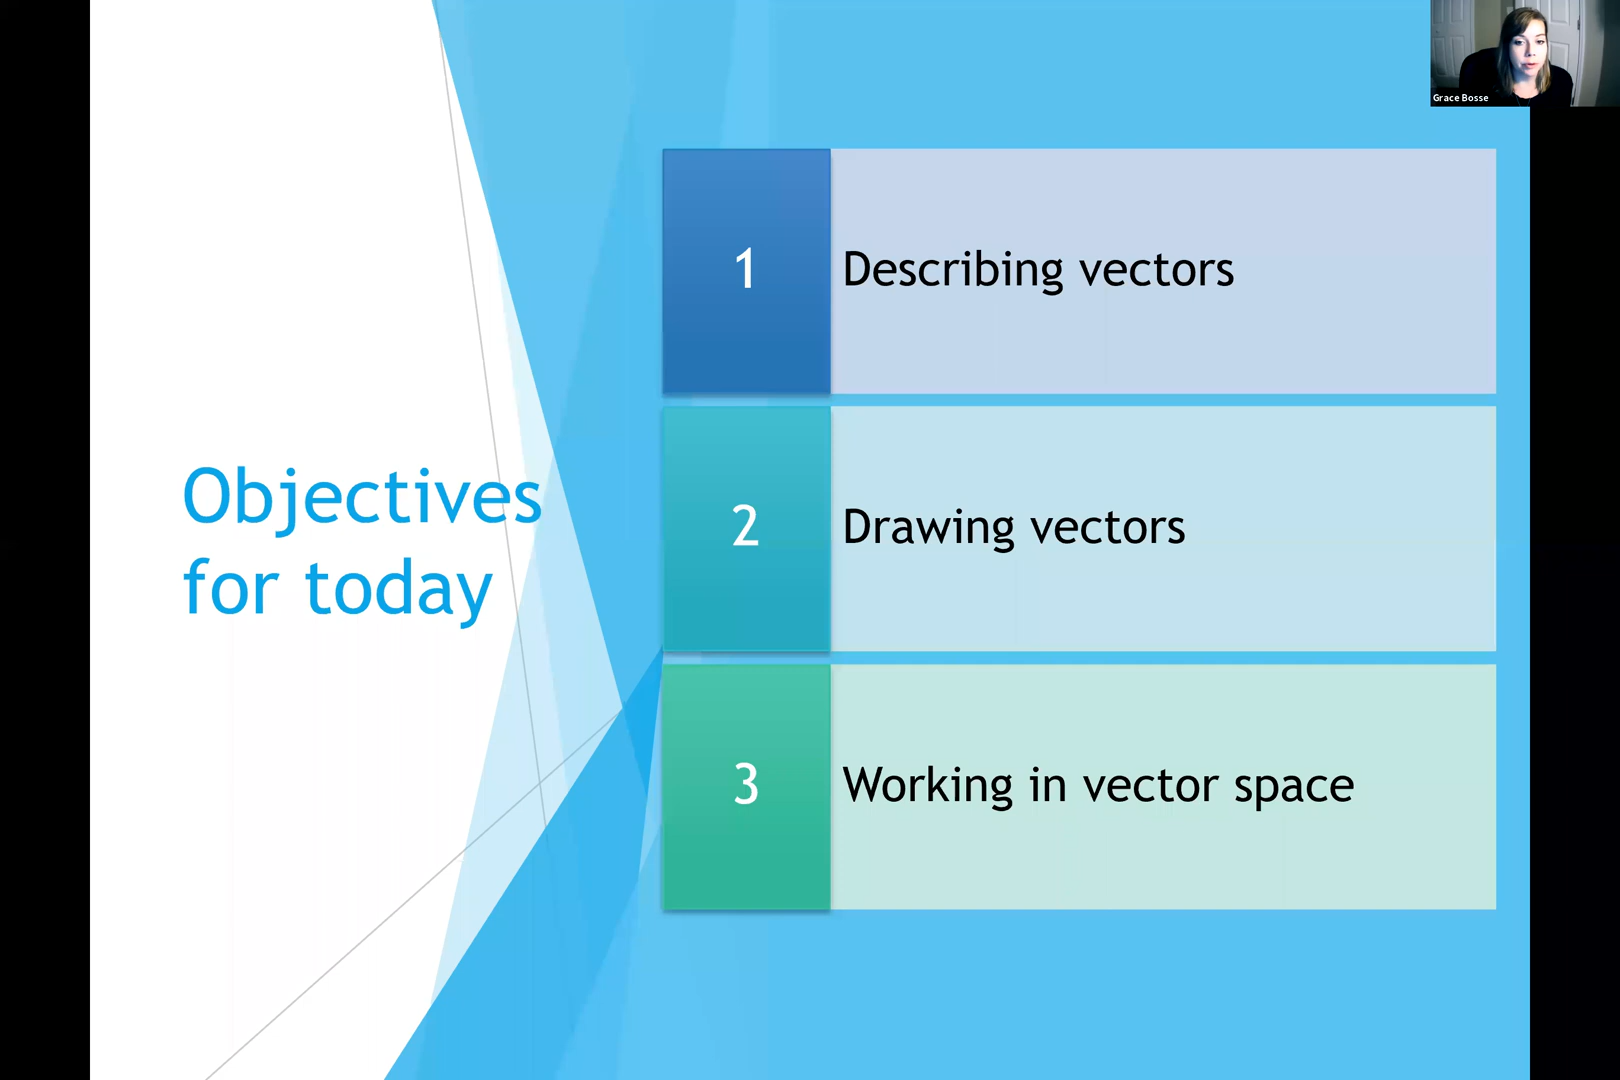 Grace Bosse
1
Describing vectors
Objectives
for today
2
Drawing vectors
3
Working in vector space